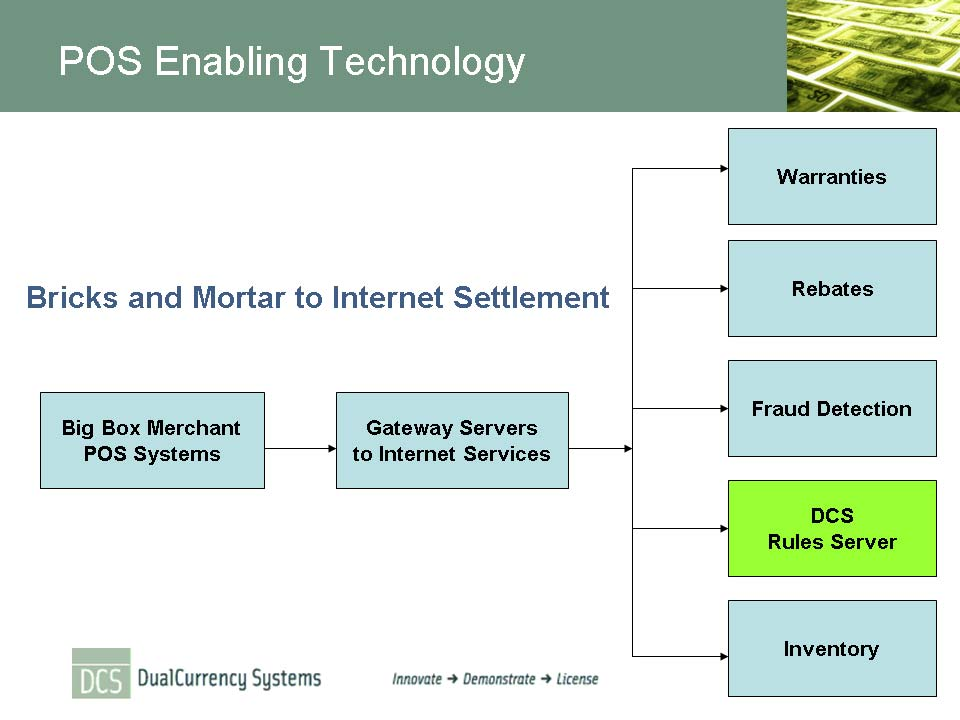 POS Enabling Technology
Warranties
Rebates
Bricks and Mortar to Internet Settlement
Big Box Merchant
POS Systems
Gateway Servers
to Internet Services
Fraud Detection
DCS
Rules Server
Inventory
DCS DualCurrency Systems
Innovate → Demonstrate → License